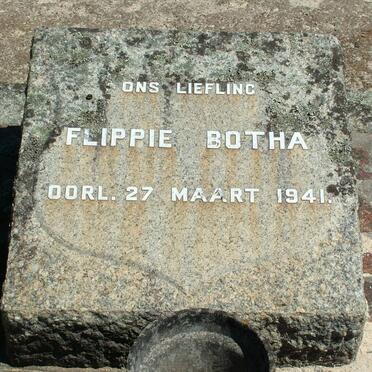 ONS LIEFLING
FLIPPIE BOTHA
OORL. 27 MAART 1941.